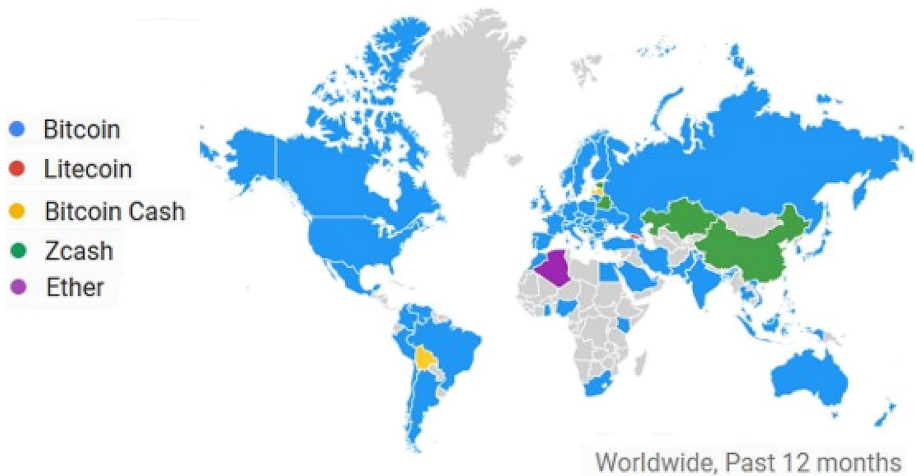 Bitcoin
Litecoin
Bitcoin Cash
Zcash
Ether
Worldwide, Past 12 months